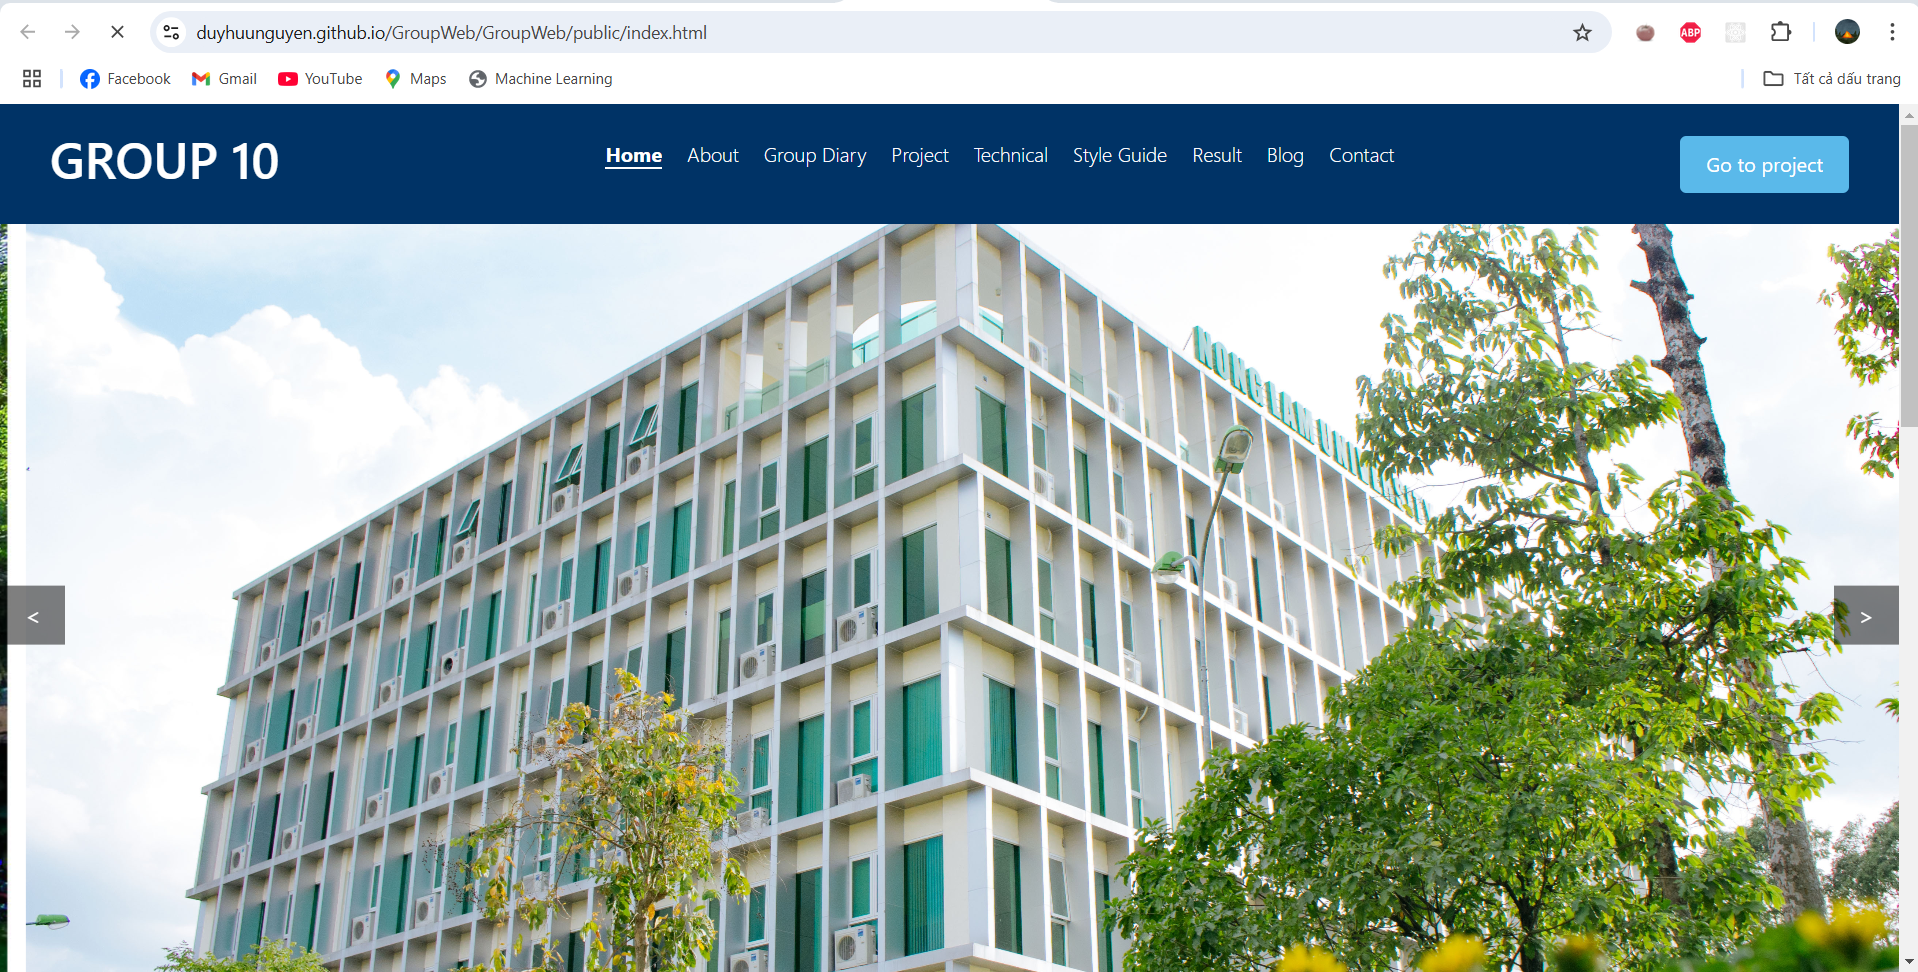 duyhuunguyen.github.io/GroupWeb/GroupWeb/public/index.html
ABP
Facebook Gmail YouTube Maps Machine Learning Tất cả dấu trang
GROUP 10
Home About Group Diary Project Technical Style Guide Result Blog Contact
Go to project
NONG LAM
< >